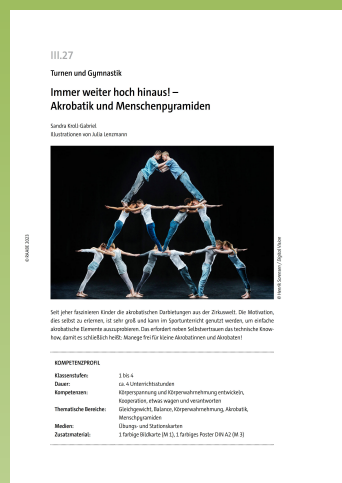 III.27
Turnen und Gymnastik
Immer weiter hoch hinaus! –
Akrobatik und Menschenpyramiden
Sandra Kroll-Gabriel
Illustrationen von Julia Lenzmann
© RAABE 2023
© Henrik Sorensen / Digital Vision
Seit jeher faszinieren Kinder die akrobatischen Darbietungen aus der Zirkuswelt. Die Motivation,
dies selbst zu erlernen, ist sehr groß und kann im Sportunterricht genutzt werden, um einfache
akrobatische Elemente auszuprobieren. Das erfordert neben Selbstvertrauen das technische Know-
how, damit es schließlich heißt: Manege frei für kleine Akrobatinnen und Akrobaten!
KOMPETENZPROFIL
Klassenstufen: 1 bis 4
Dauer: ca. 4 Unterrichtsstunden
Kompetenzen: Körperspannung und Körperwahrnehmung entwickeln,
Kooperation, etwas wagen und verantworten
Thematische Bereiche: Gleichgewicht, Balance, Körperwahrnehmung, Akrobatik,
Menschenpyramiden
Medien: Übungs- und Stationskarten
Zusatzmaterial: 1 farbige Bildkarte (M 1), 1 farbiges Poster DIN A2 (M 3)